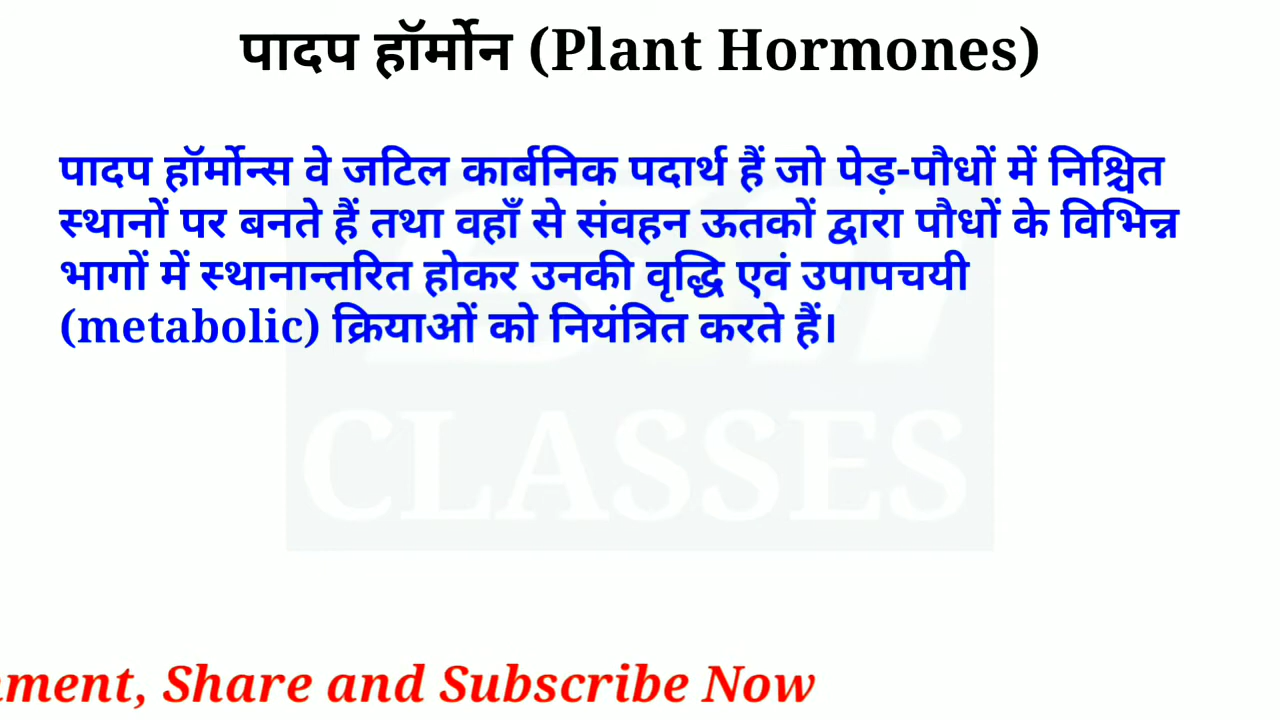 पादप हॉर्मोन (Plant Hormones)
पादप हॉर्मोन्स वे जटिल कार्बनिक पदार्थ हैं जो पेड़-पौधों में निश्चित
स्थानों पर बनते हैं तथा वहाँ से संवहन ऊतकों द्वारा पौधों के विभिन्न
भागों में स्थानान्तरित होकर उनकी वृद्धि एवं उपापचयी
(metabolic) क्रियाओं को नियंत्रित करते हैं।
CLASSES
Share and Subscribe Now